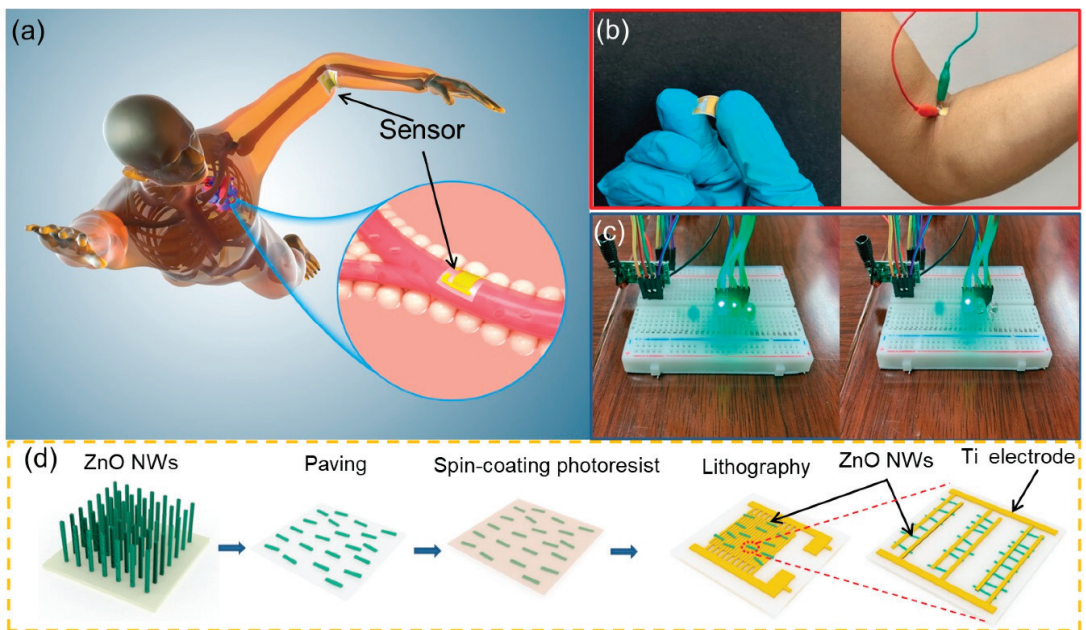 (a)
Sensor
(b)
(c)
(d)
ZnO NWs
Paving
Spin-coating photoresist
Lithography
ZnO NWs
Ti electrode